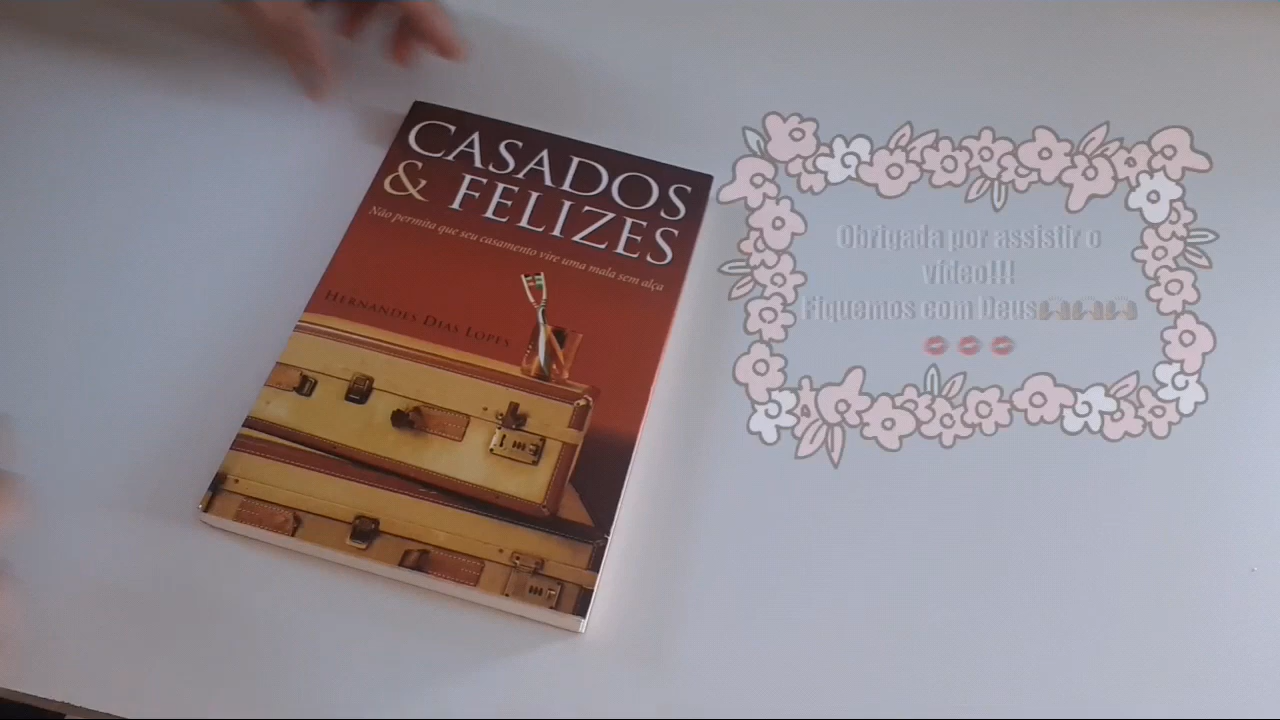 CASADOS
& FELIZES
Não permita que seu casamento vire uma mala sem alça
HERNANDES DIAS LOPES
Obrigada por assistir o
vídeo!!!
Fiquemos com Deus🙏🏼🙏🏼🙏🏼
💋💋💋